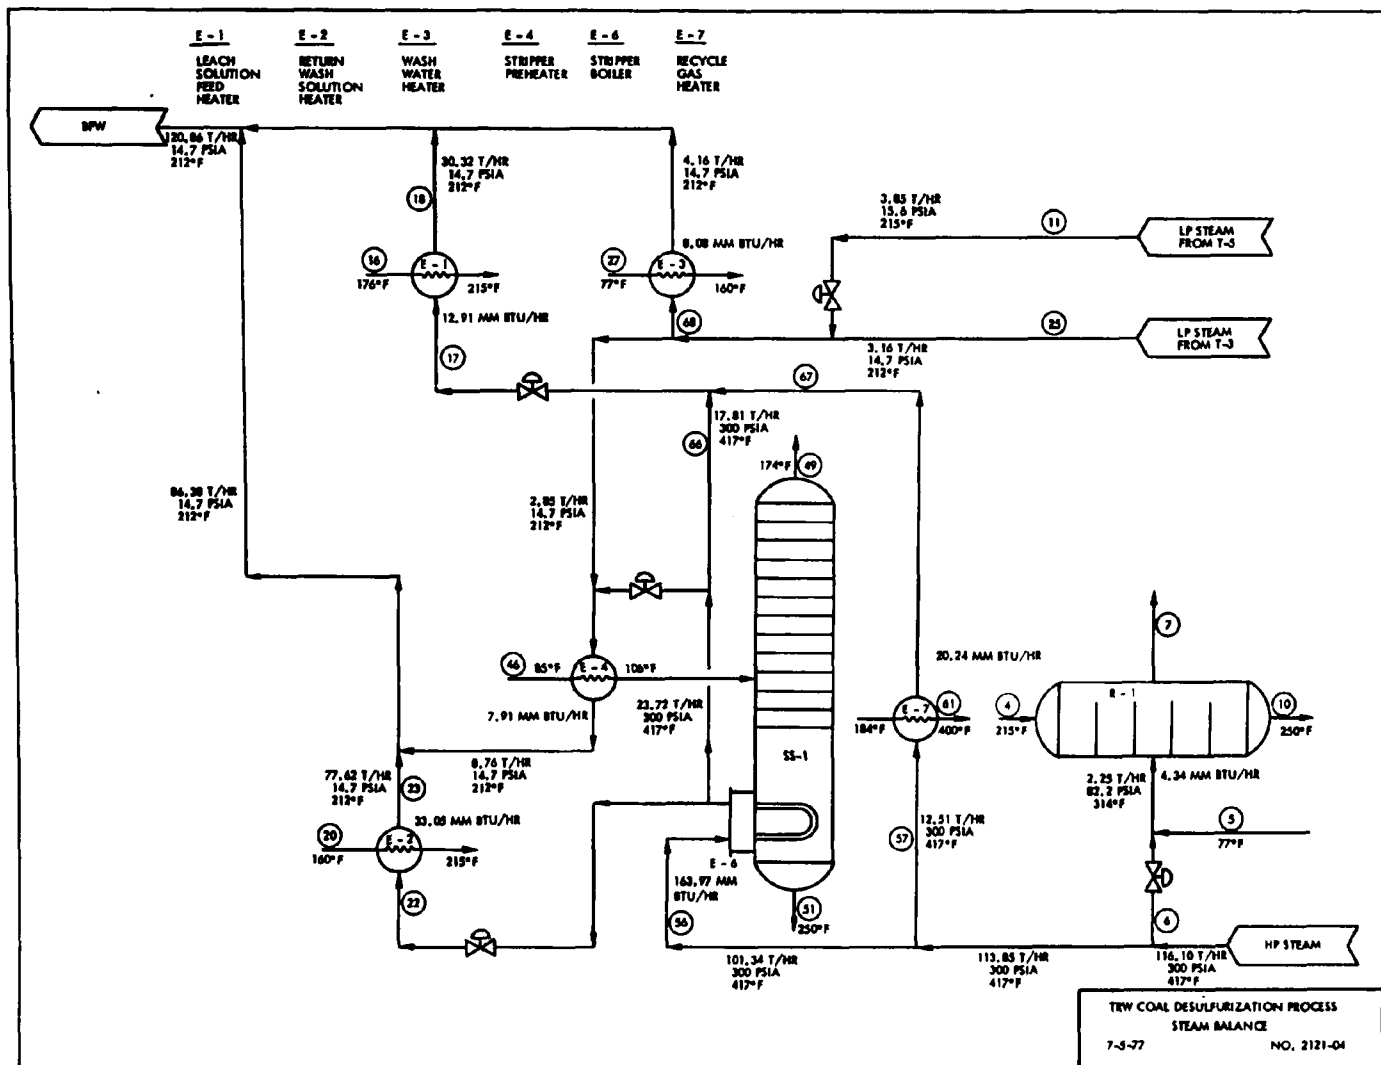 E - 1
LEACH
SOLUTION
FEED
HEATER
E - 2
RETURN
WASH
SOLUTION
HEATER
E - 3
WASH
WATER
HEATER
E - 4
STRIPPER
PREHEATER
E - 6
STRIPPER
BOILER
E - 7
RECYCLE
GAS
HEATER
BFW
120,86 T/HR
14.7 PSIA
212°F
30,32 T/HR
14.7 PSIA
212°F
18
4.16 T/HR
14.7 PSIA
212°F
3.85 T/HR
15.6 PSIA
215°F
11
LP STEAM
FROM T-5
16
176°F
E - 1
215°F
12.91 MM BTU/HR
27
77°F
E - 3
8.08 MM BTU/HR
160°F
68
25
LP STEAM
FROM T-3
3.16 T/HR
14.7 PSIA
212°F
17
67
17.81 T/HR
300 PSIA
417°F
66
174°F
49
86.38 T/HR
14.7 PSIA
212°F
2.85 T/HR
14.7 PSIA
212°F
46
85°F
E - 4
106°F
7.91 MM BTU/HR
23.72 T/HR
300 PSIA
417°F
SS-1
20.24 MM BTU/HR
184°F
E - 7
61
400°F
7
4
215°F
R - 1
10
250°F
2.25 T/HR
82.2 PSIA
314°F
4.34 MM BTU/HR
5
77°F
77.62 T/HR
14.7 PSIA
212°F
23
8.76 T/HR
14.7 PSIA
212°F
33.05 MM BTU/HR
20
160°F
E - 2
215°F
22
E - 6
163.97 MM
BTU/HR
56
51
250°F
57
12.51 T/HR
300 PSIA
417°F
6
HP STEAM
101.34 T/HR
300 PSIA
417°F
113.85 T/HR
300 PSIA
417°F
116.10 T/HR
300 PSIA
417°F
TRW COAL DESULFURIZATION PROCESS
STEAM BALANCE
7-5-77
NO. 2121-04